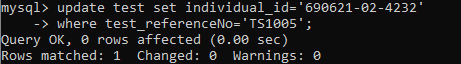 mysql> update test set individual_id='690621-02-4232'
    -> where test_referenceNo='TS1005';
Query OK, 0 rows affected (0.00 sec)
Rows matched: 1  Changed: 0  Warnings: 0